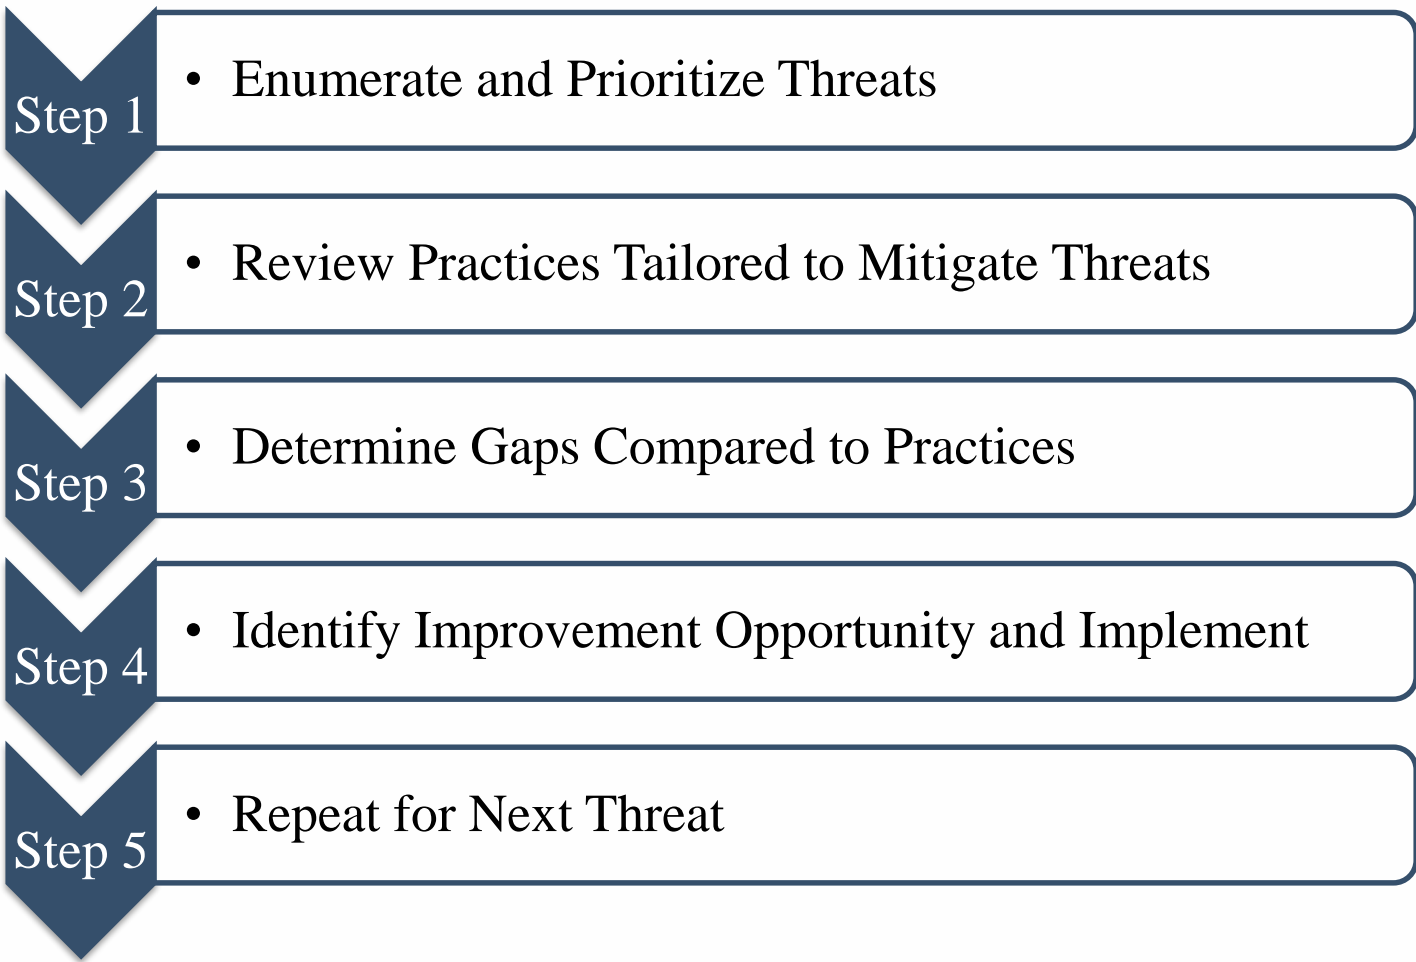 Step 1
• Enumerate and Prioritize Threats
Step 2
• Review Practices Tailored to Mitigate Threats
Step 3
• Determine Gaps Compared to Practices
Step 4
• Identify Improvement Opportunity and Implement
Step 5
• Repeat for Next Threat